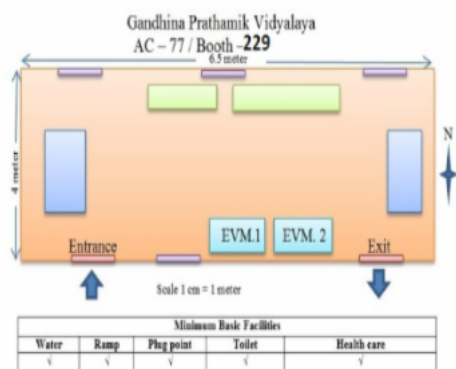 Gandhina Prathamik Vidyalaya
AC – 77 / Booth –229
6.5 meter
4 meter
N
EVM.1 EVM. 2
Entrance Exit
Scale 1 cm = 1 meter
Minimum Basic Facilities
Water Ramp Plug point Toilet Health care
√ √ √ √ √